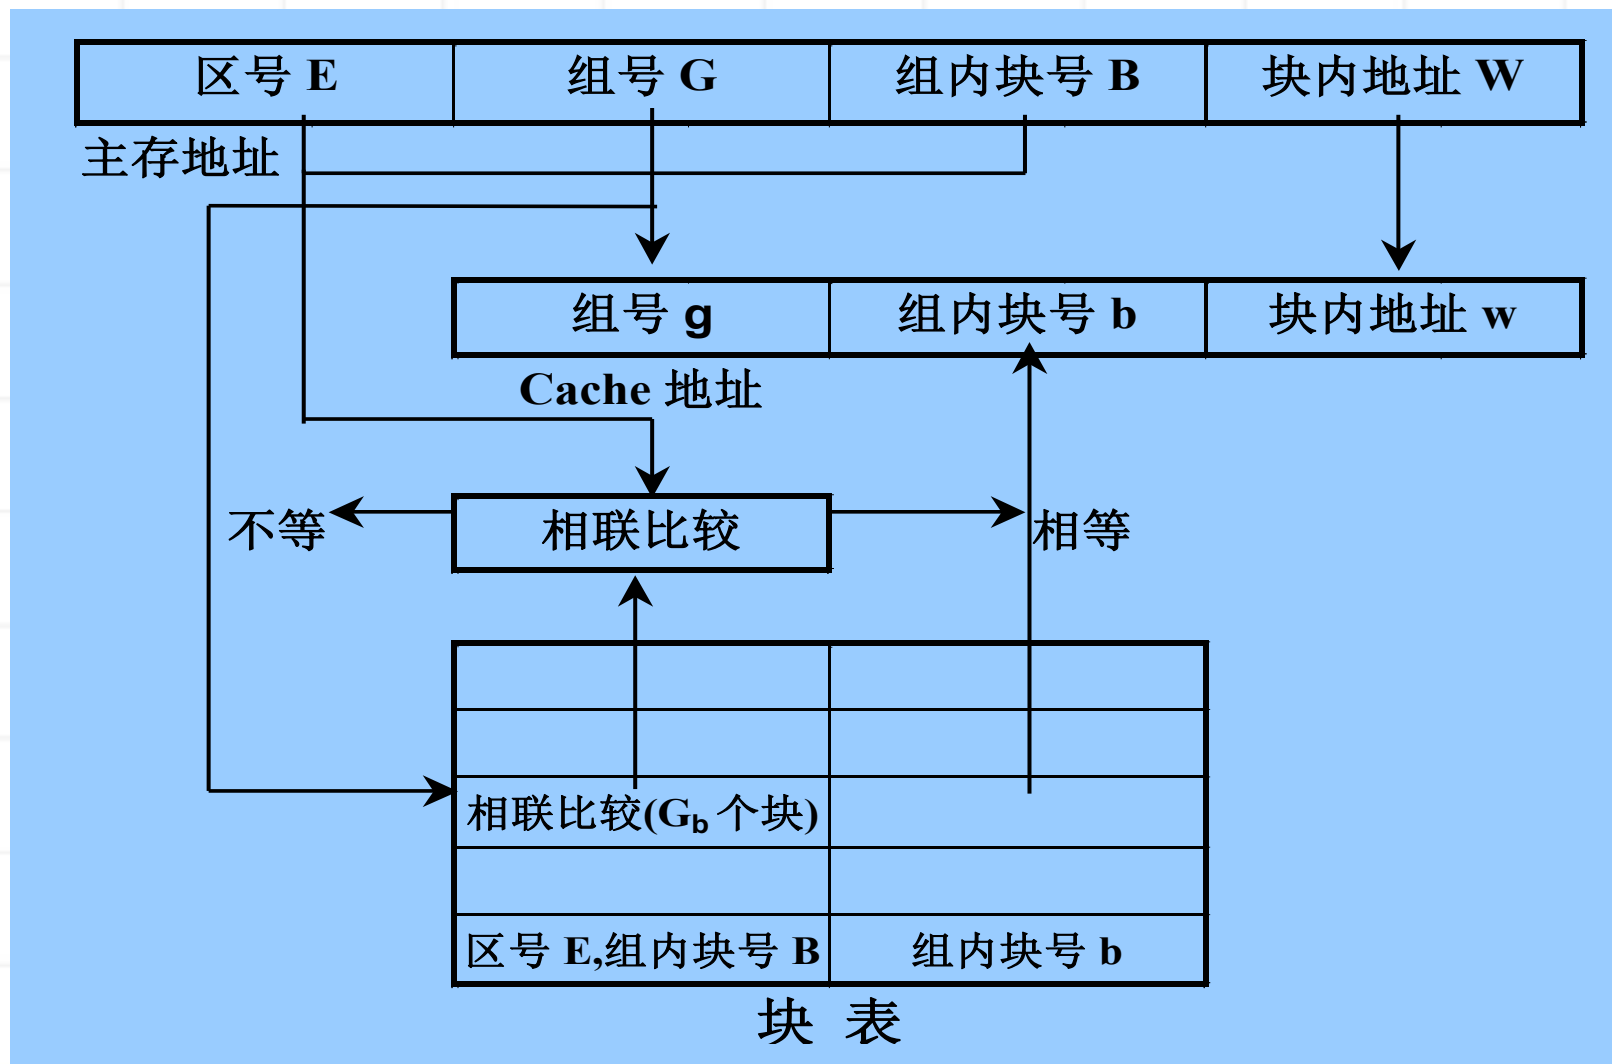 区号 E 组号 G 组内块号 B 块内地址 W
主存地址
组号 g 组内块号 b 块内地址 w
Cache 地址
不等 相联比较 相等
相联比较(Gb个块)
区号 E,组内块号 B 组内块号 b
块 表